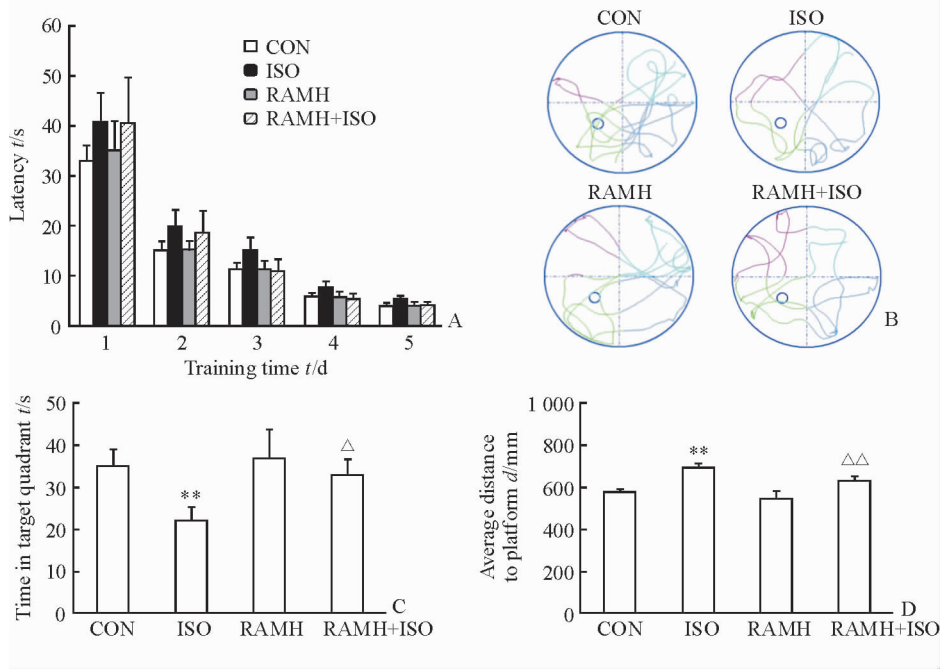 60
50
40
30
20
10
0
Latency t/s
CON
ISO
RAMH
RAMH+ISO
1 2 3 4 5
Training time t/d
A
CON ISO
RAMH RAMH+ISO
B
50
40
30
20
10
0
Time in target quadrant t/s
**
△
CON ISO RAMH RAMH+ISO
C
1 000
800
600
400
200
0
Average distance
to platform d/mm
**
△△
CON ISO RAMH RAMH+ISO
D